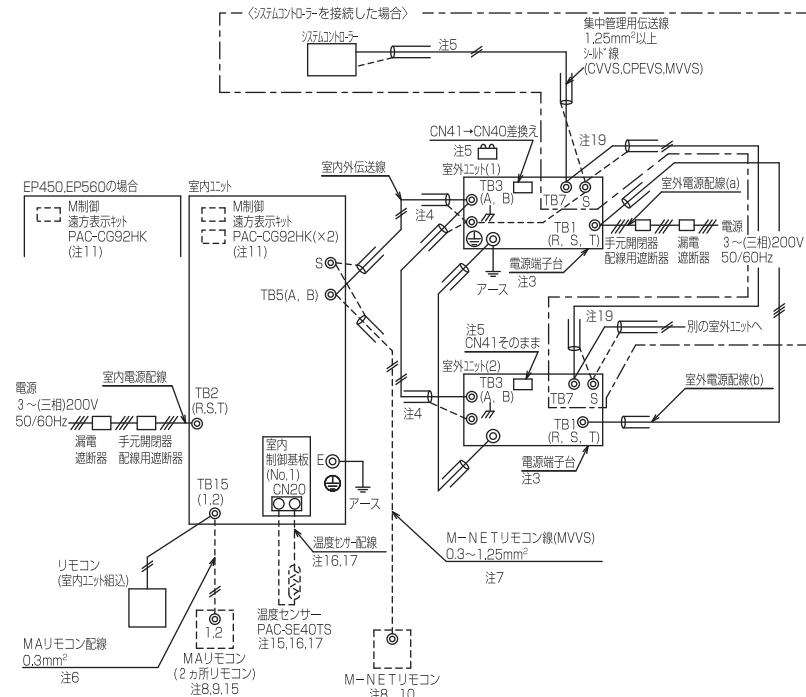 〈システムコントローラーを接続した場合〉
システムコントローラー
注5
集中管理用伝送線
1.25mm²以上
シールド線
(CVVS,CPEVS,MVVS)
CN41→CN40差換え
注5
注19
室内外伝送線
室外ユニット(1)
TB3
(A, B)
TB7
S
室外電源配線(a)
EP450,EP560の場合
M制御
遠方表示キット
PAC-CG92HK
(注11)
室内ユニット
M制御
遠方表示キット
PAC-CG92HK(×2)
(注11)
注4
TB1
(R, S, T)
電源
3～(三相)200V
50/60Hz
手元開閉器
配線用遮断器
漏電
遮断器
S
TB5(A, B)
アース
電源端子台
注3
注19
別の室外ユニットへ
注5
CN41そのまま
室外ユニット(2)
TB3
(A, B)
TB7
S
室外電源配線(b)
電源
3～(三相)200V
50/60Hz
室内電源配線
TB2
(R,S,T)
注4
TB1
(R, S, T)
漏電
遮断器
手元開閉器
配線用遮断器
室内
制御基板
(No.1)
CN20
E
電源端子台
注3
TB15
(1,2)
アース
温度センサー配線
注16,17
M-NETリモコン線(MVVS)
0.3～1.25mm²
注7
リモコン
(室内ユニット組込)
1,2
温度センサー
PAC-SE40TS
注15,16,17
MAリモコン配線
0.3mm²
注6
MAリモコン
(2ヵ所リモコン)
注8,9,15
M-NETリモコン
注8、10